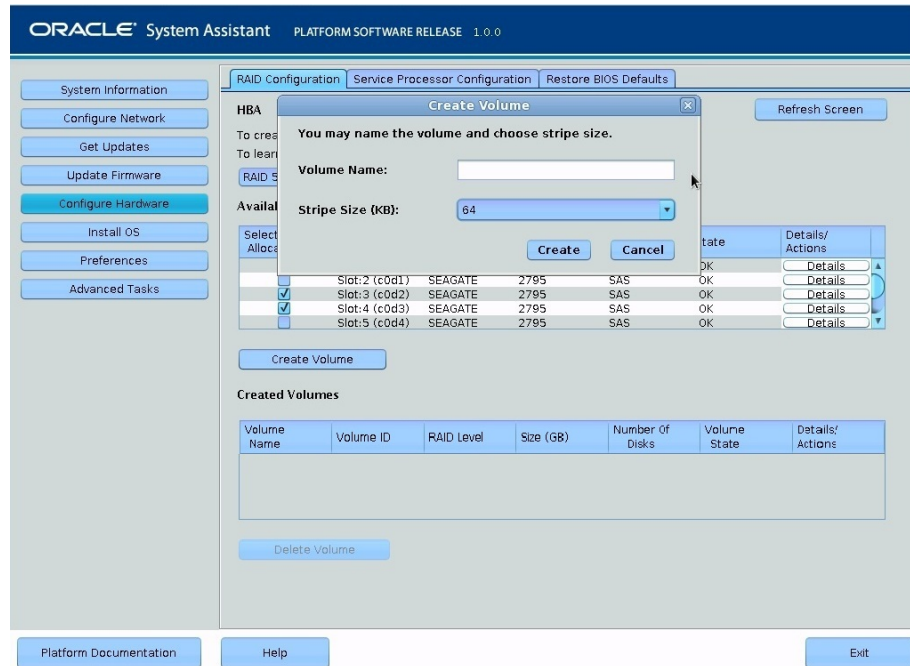 ORACLE System Assistant PLATFORM SOFTWARE RELEASE 1.0.0
System Information
Configure Network
Get Updates
Update Firmware
Configure Hardware
Install OS
Preferences
Advanced Tasks
RAID Configuration Service Processor Configuration Restore BIOS Defaults
HBA
Refresh Screen
To crea
To learn
RAID 5
Availal
Create Volume
You may name the volume and choose stripe size.
Volume Name:
Stripe Size {KB}: 64
Create Cancel
Select
Alloca
tate
Details/
Actions
OK Details
Slot:2 (c0d1) SEAGATE 2795 SAS OK Details
Slot:3 (c0d2) SEAGATE 2795 SAS OK Details
Slot:4 (c0d3) SEAGATE 2795 SAS OK Details
Slot:5 (c0d4) SEAGATE 2795 SAS OK Details
Create Volume
Created Volumes
Volume Name
Volume ID
RAID Level
Size (GB)
Number Of Disks
Volume State
Details/ Actions
Delete Volume
Platform Documentation
Help
Exit